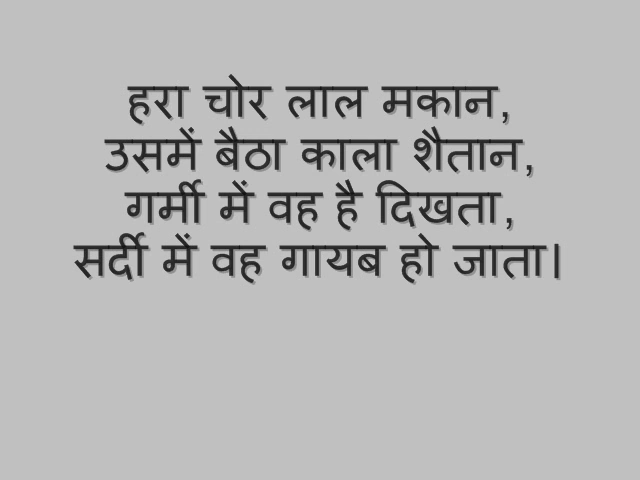 हरा चोर लाल मकान,
उसमें बैठा काला शैतान,
गर्मी में वह है दिखता,
सर्दी में वह गायब हो जाता।